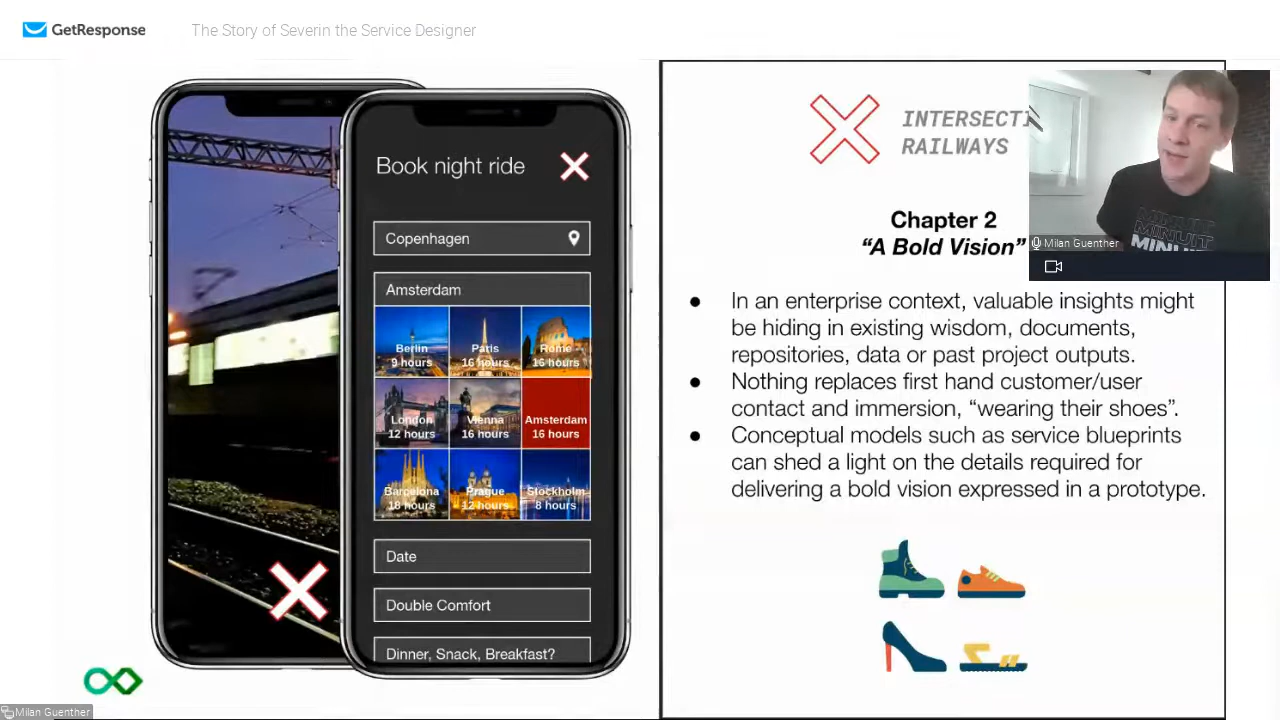 GetResponse
The Story of Severin the Service Designer
Book night ride
Copenhagen
Amsterdam
Berlin
9 hours
Paris
16 hours
Rome
16 hours
London
12 hours
Vienna
16 hours
Amsterdam
16 hours
Barcelona
18 hours
Prague
12 hours
Stockholm
8 hours
Date
Double Comfort
Dinner, Snack, Breakfast?
INTERSECTI
RAILWAYS
Chapter 2
“A Bold Vision”
● In an enterprise context, valuable insights might
be hiding in existing wisdom, documents,
repositories, data or past project outputs.
● Nothing replaces first hand customer/user
contact and immersion, “wearing their shoes”.
● Conceptual models such as service blueprints
can shed a light on the details required for
delivering a bold vision expressed in a prototype.
MINUIT
MINUIT
MINUIT
Milan Guenther
Milan Guenther